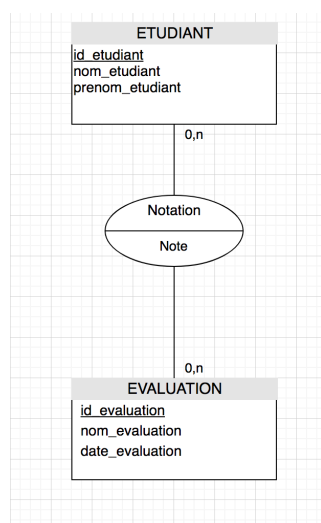 ETUDIANT
id_etudiant
nom_etudiant
prenom_etudiant
0,n
Notation
Note
0,n
EVALUATION
id_evaluation
nom_evaluation
date_evaluation